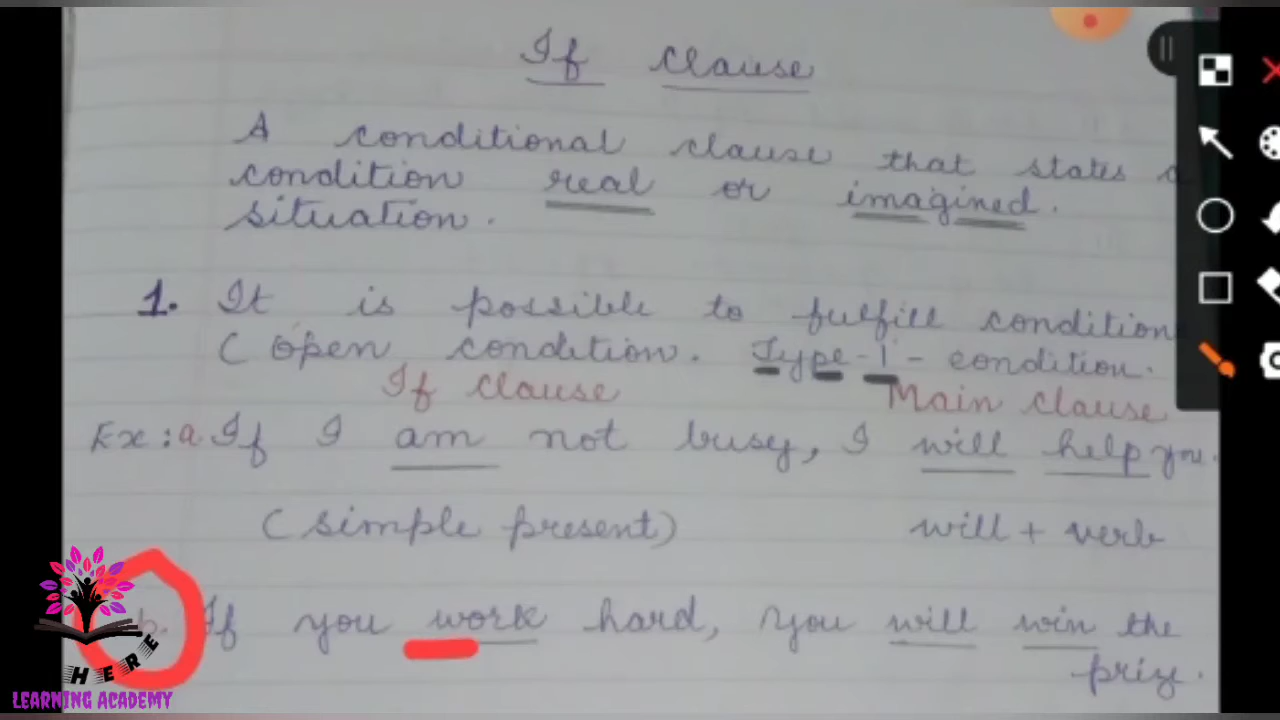 If clause
A conditional clause that states a
condition real or imagined.
situation.
1. It is possible to fulfill condition
( open condition. Type-1 - condition.
If clause Main clause
Ex: a. If I am not busy, I will help you.
(simple present) will + verb
b. If you work hard, you will win the
prize.
HERE
LEARNING ACADEMY